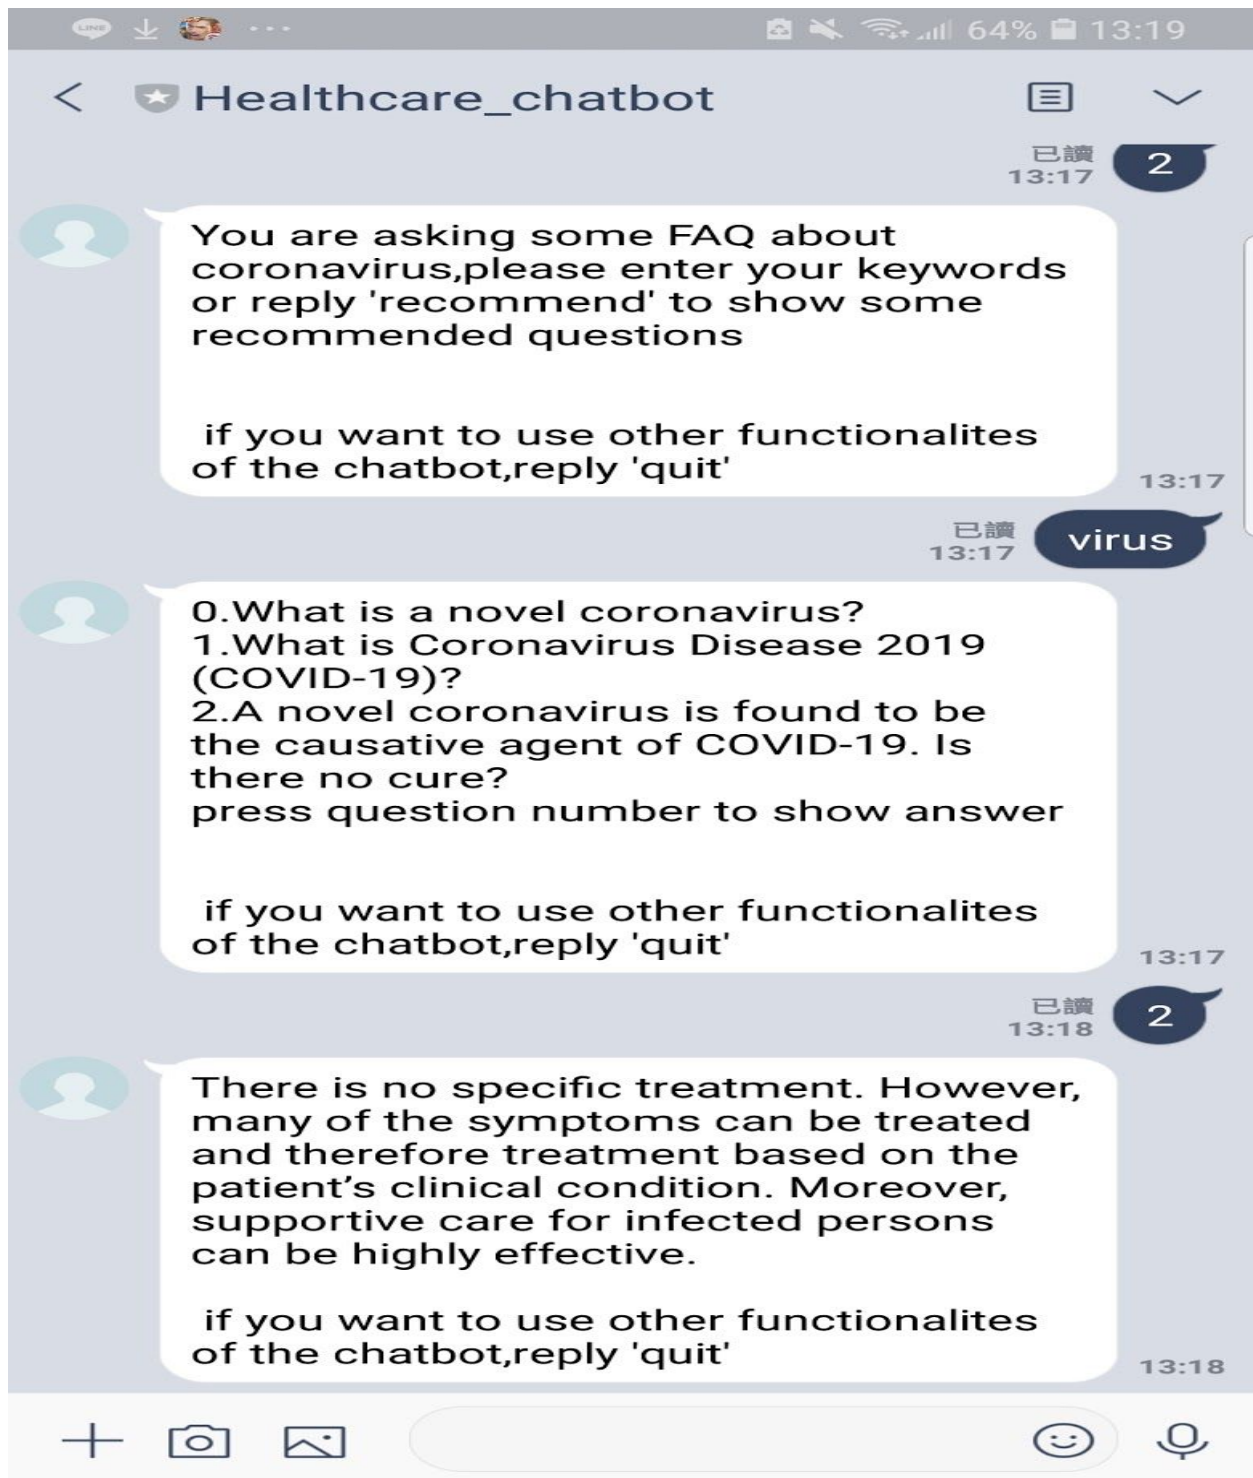 LINE
64% 13:19
Healthcare_chatbot
已讀
13:17
2
You are asking some FAQ about
coronavirus,please enter your keywords
or reply 'recommend' to show some
recommended questions
if you want to use other functionalites
of the chatbot,reply 'quit'
13:17
已讀
13:17
virus
0.What is a novel coronavirus?
1.What is Coronavirus Disease 2019
(COVID-19)?
2.A novel coronavirus is found to be
the causative agent of COVID-19. Is
there no cure?
press question number to show answer
if you want to use other functionalites
of the chatbot,reply 'quit'
13:17
已讀
13:18
2
There is no specific treatment. However,
many of the symptoms can be treated
and therefore treatment based on the
patient’s clinical condition. Moreover,
supportive care for infected persons
can be highly effective.
if you want to use other functionalites
of the chatbot,reply 'quit'
13:18